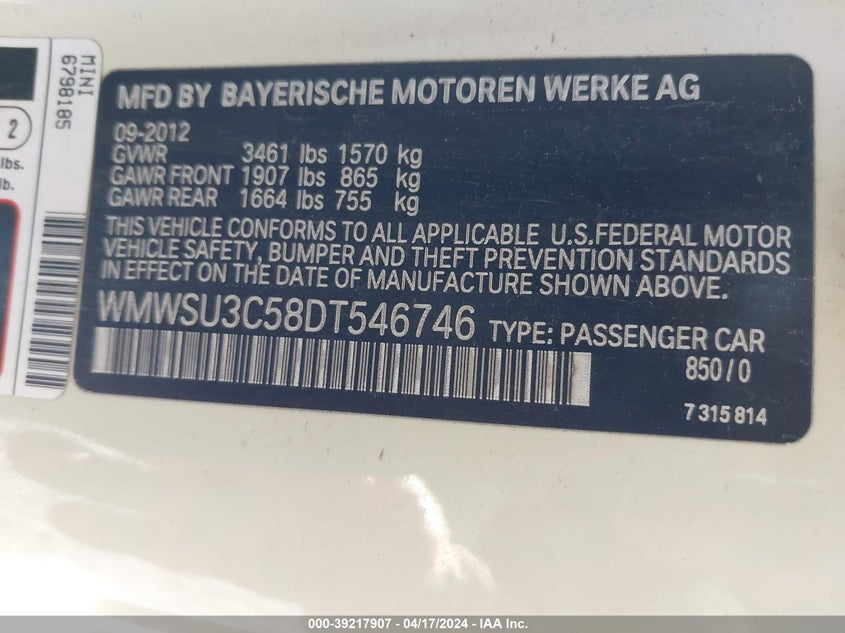 MINI
6798185
2
lbs.
lb.
MFD BY BAYERISCHE MOTOREN WERKE AG
09-2012
GVWR 3461 lbs 1570 kg
GAWR FRONT 1907 lbs 865 kg
GAWR REAR 1664 lbs 755 kg
THIS VEHICLE CONFORMS TO ALL APPLICABLE U.S.FEDERAL MOTOR
VEHICLE SAFETY, BUMPER AND THEFT PREVENTION STANDARDS
IN EFFECT ON THE DATE OF MANUFACTURE SHOWN ABOVE.
WMWSU3C58DT546746 TYPE: PASSENGER CAR
850/0
7 315 814
000-39217907 - 04/17/2024 - IAA Inc.